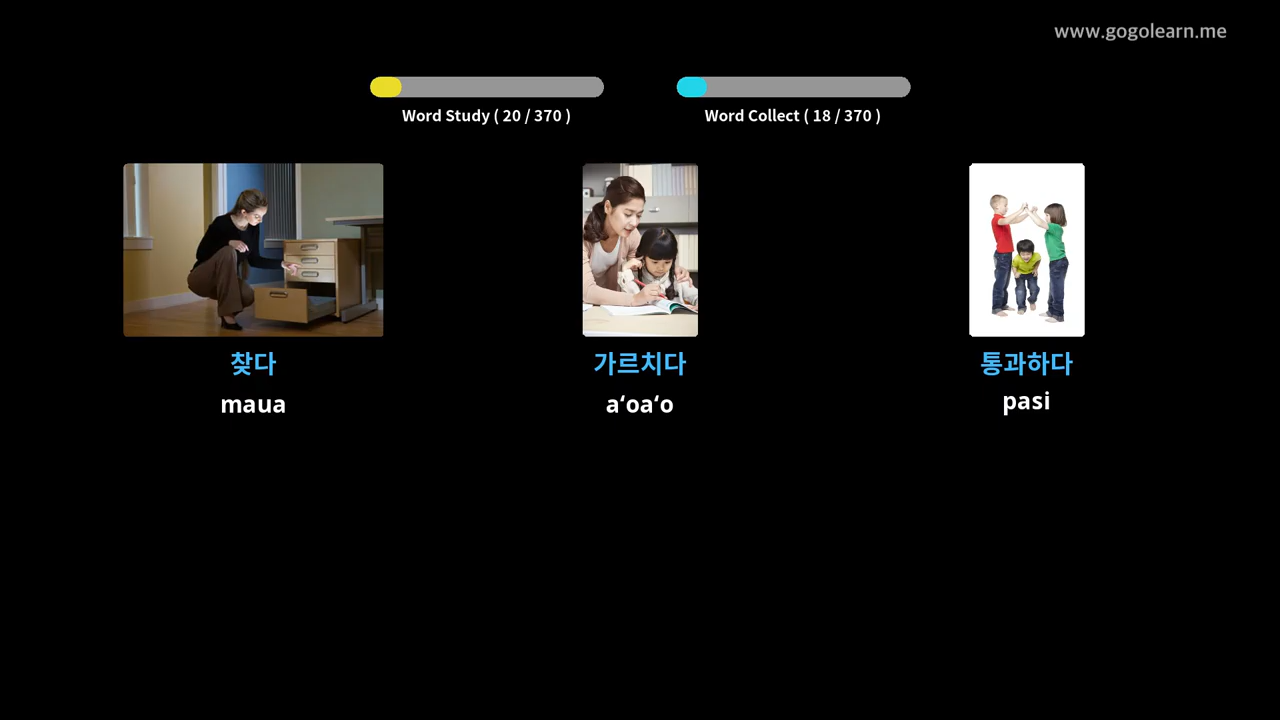 www.gogolearn.me
Word Study ( 20 / 370 )
Word Collect ( 18 / 370 )
찾다
가르치다
통과하다
maua
a‘oa‘o
pasi